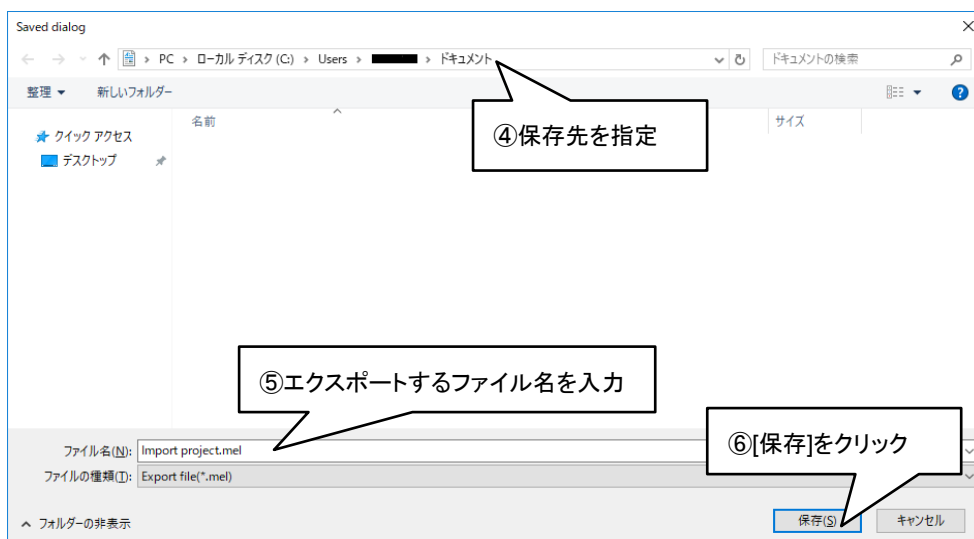 Saved dialog
PC › ローカル ディスク (C:) › Users › › ドキュメント
ドキュメントの検索
整理 新しいフォルダー
名前
サイズ
クイック アクセス
デスクトップ
④保存先を指定
⑤エクスポートするファイル名を入力
⑥[保存]をクリック
ファイル名(N): Import project.mel
ファイルの種類(T): Export file(*.mel)
フォルダーの非表示
保存(S)
キャンセル